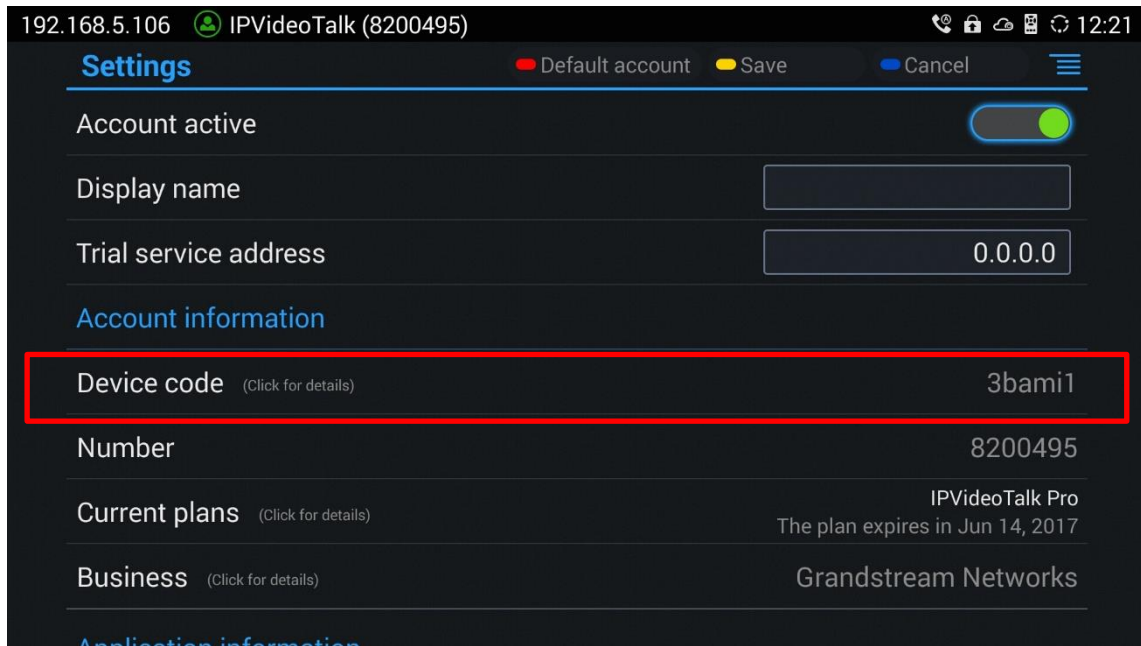 192.168.5.106 IPVideoTalk (8200495) 12:21
Settings Default account Save Cancel
Account active
Display name
Trial service address 0.0.0.0
Account information
Device code (Click for details) 3bami1
Number 8200495
Current plans (Click for details) IPVideoTalk Pro
The plan expires in Jun 14, 2017
Business (Click for details) Grandstream Networks
Application information